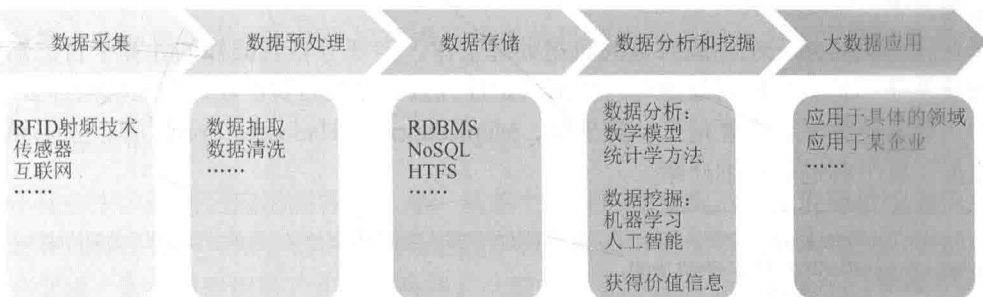 数据采集
数据预处理
数据存储
数据分析和挖掘
大数据应用
RFID射频技术
传感器
互联网
……
数据抽取
数据清洗
……
RDBMS
NoSQL
HTFS
……
数据分析：
数学模型
统计学方法
数据挖掘：
机器学习
人工智能
获得价值信息
应用于具体的领域
应用于某企业
……